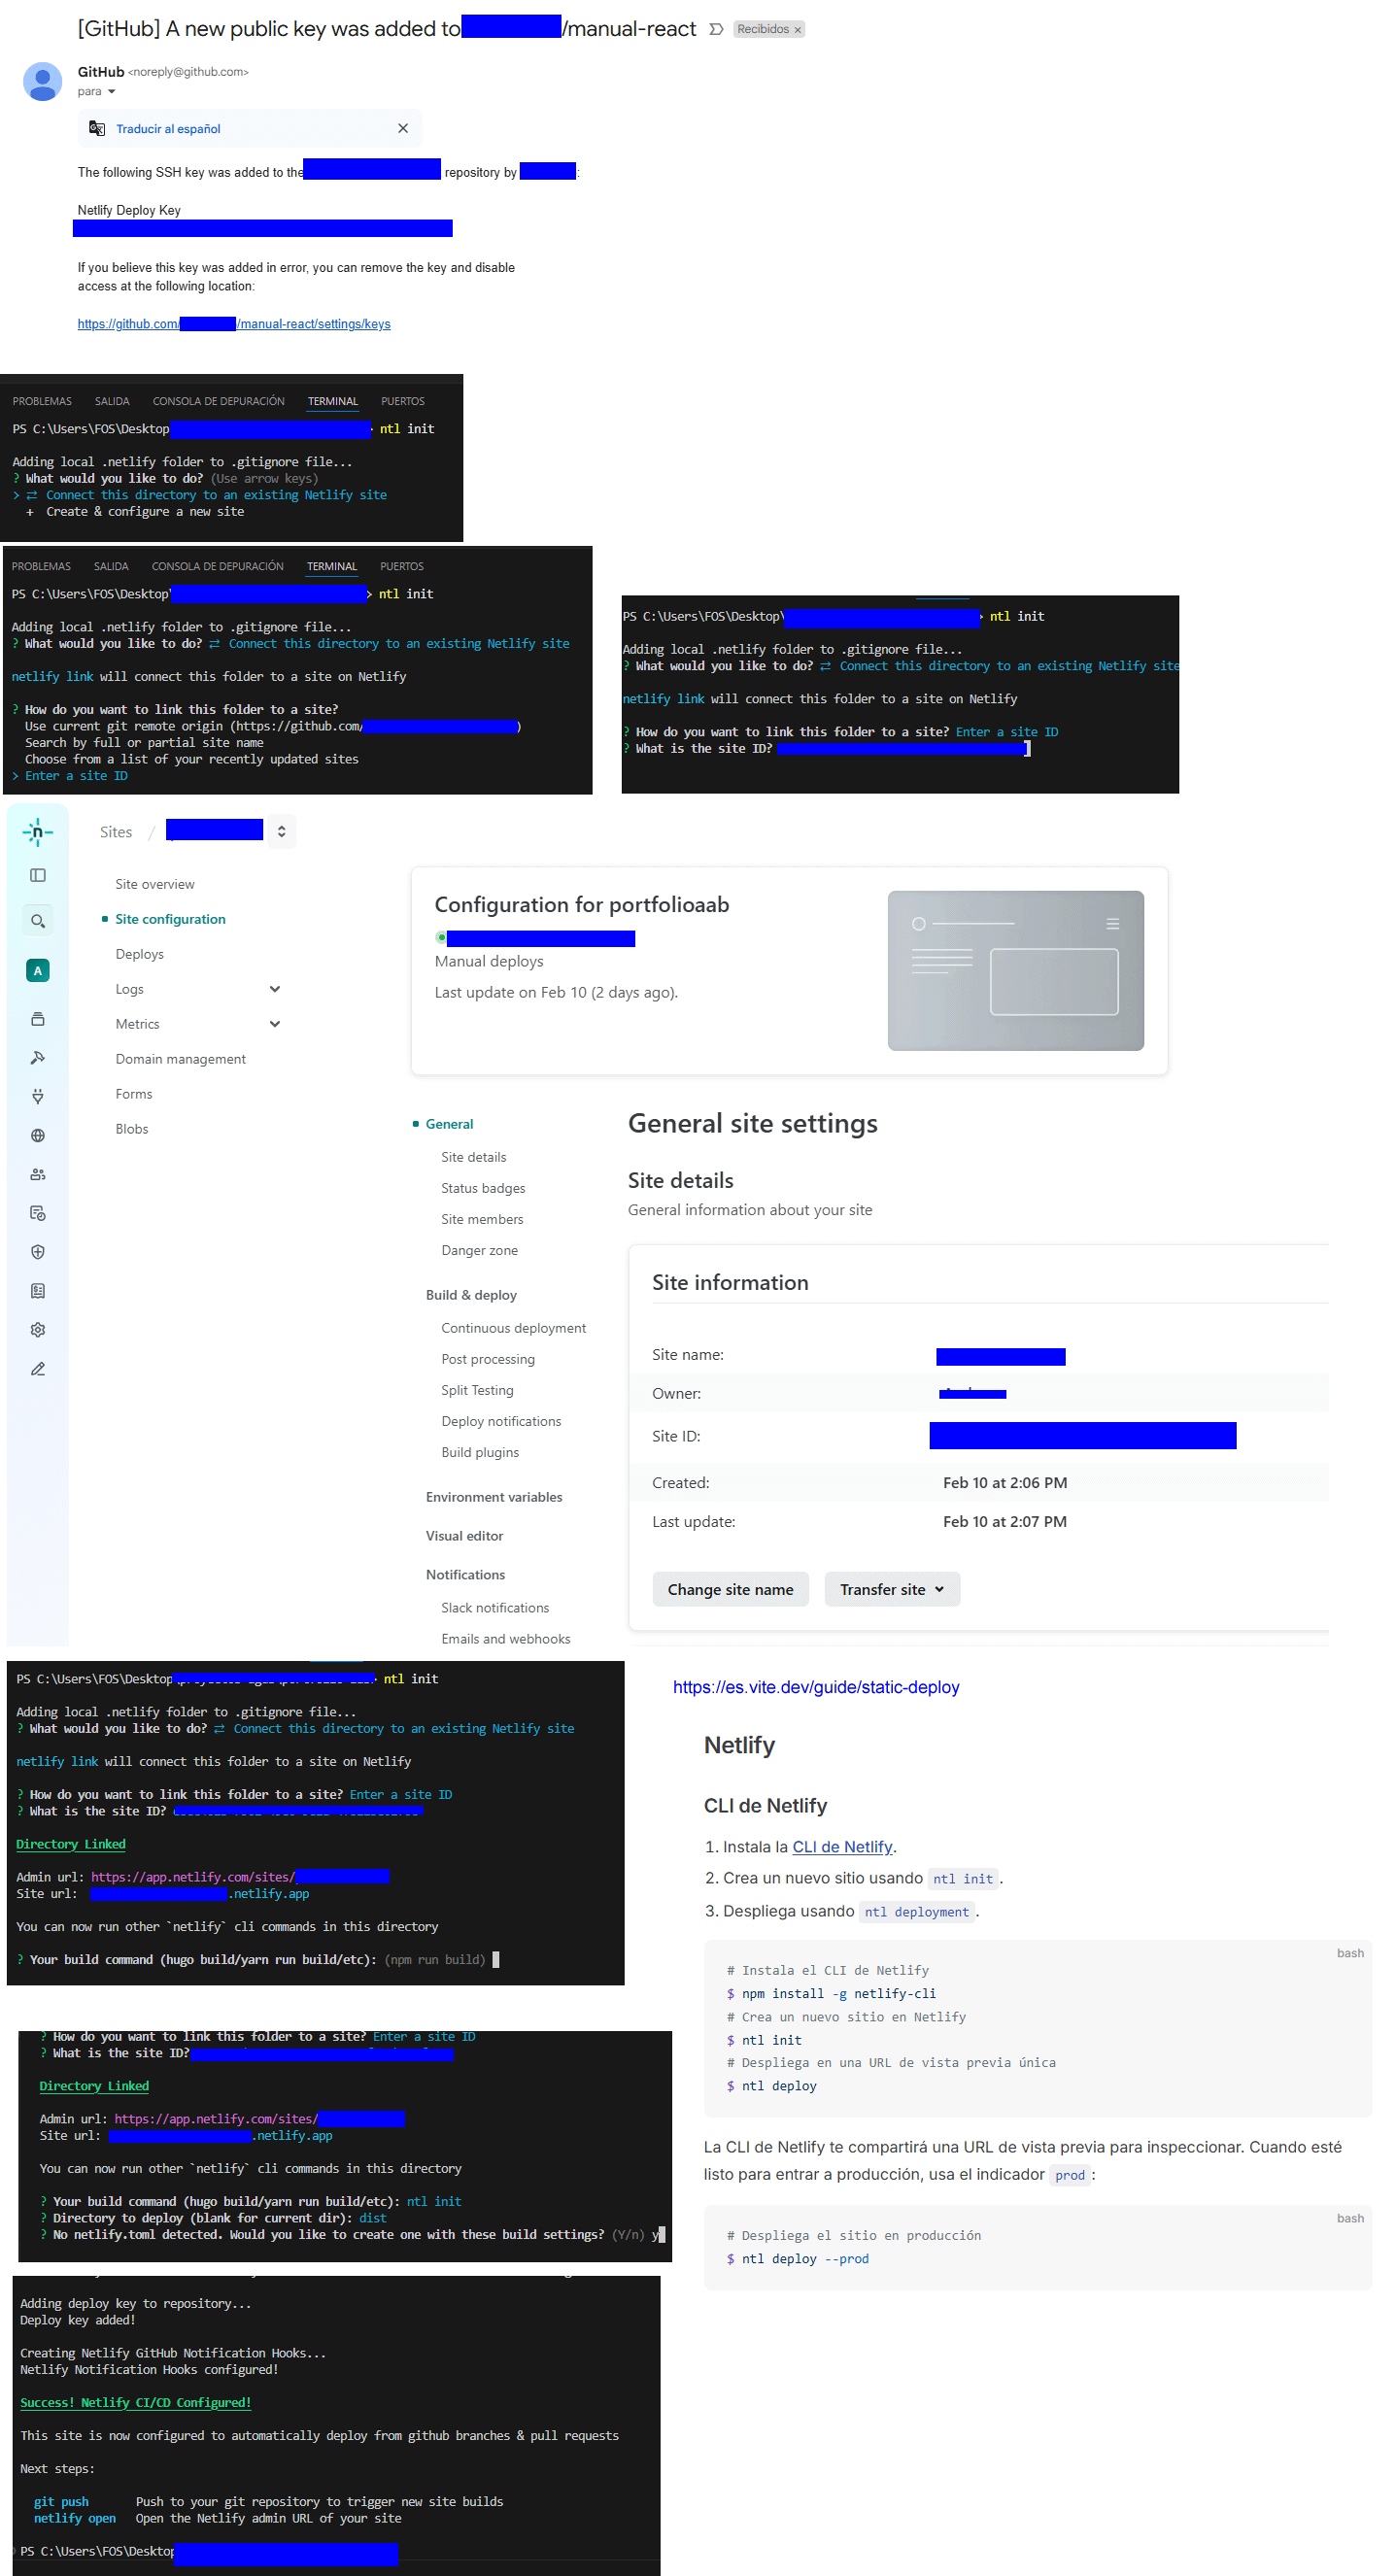 [GitHub] A new public key was added to /manual-react Recibidos ×
GitHub <noreply@github.com>
para
Traducir al español
The following SSH key was added to the repository by :
Netlify Deploy Key
If you believe this key was added in error, you can remove the key and disable
access at the following location:
https://github.com/ /manual-react/settings/keys
PROBLEMAS SALIDA CONSOLA DE DEPURACIÓN TERMINAL PUERTOS
PS C:\Users\FOS\Desktop > ntl init
Adding local .netlify folder to .gitignore file...
? What would you like to do? (Use arrow keys)
> ⇄ Connect this directory to an existing Netlify site
+ Create & configure a new site
PROBLEMAS SALIDA CONSOLA DE DEPURACIÓN TERMINAL PUERTOS
PS C:\Users\FOS\Desktop\ > ntl init
Adding local .netlify folder to .gitignore file...
? What would you like to do? ⇄ Connect this directory to an existing Netlify site
netlify link will connect this folder to a site on Netlify
? How do you want to link this folder to a site?
Use current git remote origin (https://github.com/ )
Search by full or partial site name
Choose from a list of your recently updated sites
> Enter a site ID
PS C:\Users\FOS\Desktop\ > ntl init
Adding local .netlify folder to .gitignore file...
? What would you like to do? ⇄ Connect this directory to an existing Netlify site
netlify link will connect this folder to a site on Netlify
? How do you want to link this folder to a site? Enter a site ID
? What is the site ID?
Sites /
Site overview
Site configuration
Deploys
Logs
Metrics
Domain management
Forms
Blobs
A
Configuration for portfolioaab
Manual deploys
Last update on Feb 10 (2 days ago).
General
Site details
Status badges
Site members
Danger zone
Build & deploy
Continuous deployment
Post processing
Split Testing
Deploy notifications
Build plugins
Environment variables
Visual editor
Notifications
Slack notifications
Emails and webhooks
General site settings
Site details
General information about your site
Site information
Site name:
Owner:
Site ID:
Created: Feb 10 at 2:06 PM
Last update: Feb 10 at 2:07 PM
Change site name Transfer site
PS C:\Users\FOS\Desktop > ntl init
Adding local .netlify folder to .gitignore file...
? What would you like to do? ⇄ Connect this directory to an existing Netlify site
netlify link will connect this folder to a site on Netlify
? How do you want to link this folder to a site? Enter a site ID
? What is the site ID?
Directory Linked
Admin url: https://app.netlify.com/sites/
Site url: .netlify.app
You can now run other `netlify` cli commands in this directory
? Your build command (hugo build/yarn run build/etc): (npm run build)
https://es.vite.dev/guide/static-deploy
Netlify
CLI de Netlify
1. Instala la CLI de Netlify.
2. Crea un nuevo sitio usando ntl init.
3. Despliega usando ntl deployment.
bash
# Instala el CLI de Netlify
$ npm install -g netlify-cli
# Crea un nuevo sitio en Netlify
$ ntl init
# Despliega en una URL de vista previa única
$ ntl deploy
La CLI de Netlify te compartirá una URL de vista previa para inspeccionar. Cuando esté
listo para entrar a producción, usa el indicador prod:
bash
# Despliega el sitio en producción
$ ntl deploy --prod
? How do you want to link this folder to a site? Enter a site ID
? What is the site ID?
Directory Linked
Admin url: https://app.netlify.com/sites/
Site url: .netlify.app
You can now run other `netlify` cli commands in this directory
? Your build command (hugo build/yarn run build/etc): ntl init
? Directory to deploy (blank for current dir): dist
? No netlify.toml detected. Would you like to create one with these build settings? (Y/n) y
Adding deploy key to repository...
Deploy key added!
Creating Netlify GitHub Notification Hooks...
Netlify Notification Hooks configured!
Success! Netlify CI/CD Configured!
This site is now configured to automatically deploy from github branches & pull requests
Next steps:
git push Push to your git repository to trigger new site builds
netlify open Open the Netlify admin URL of your site
PS C:\Users\FOS\Desktop